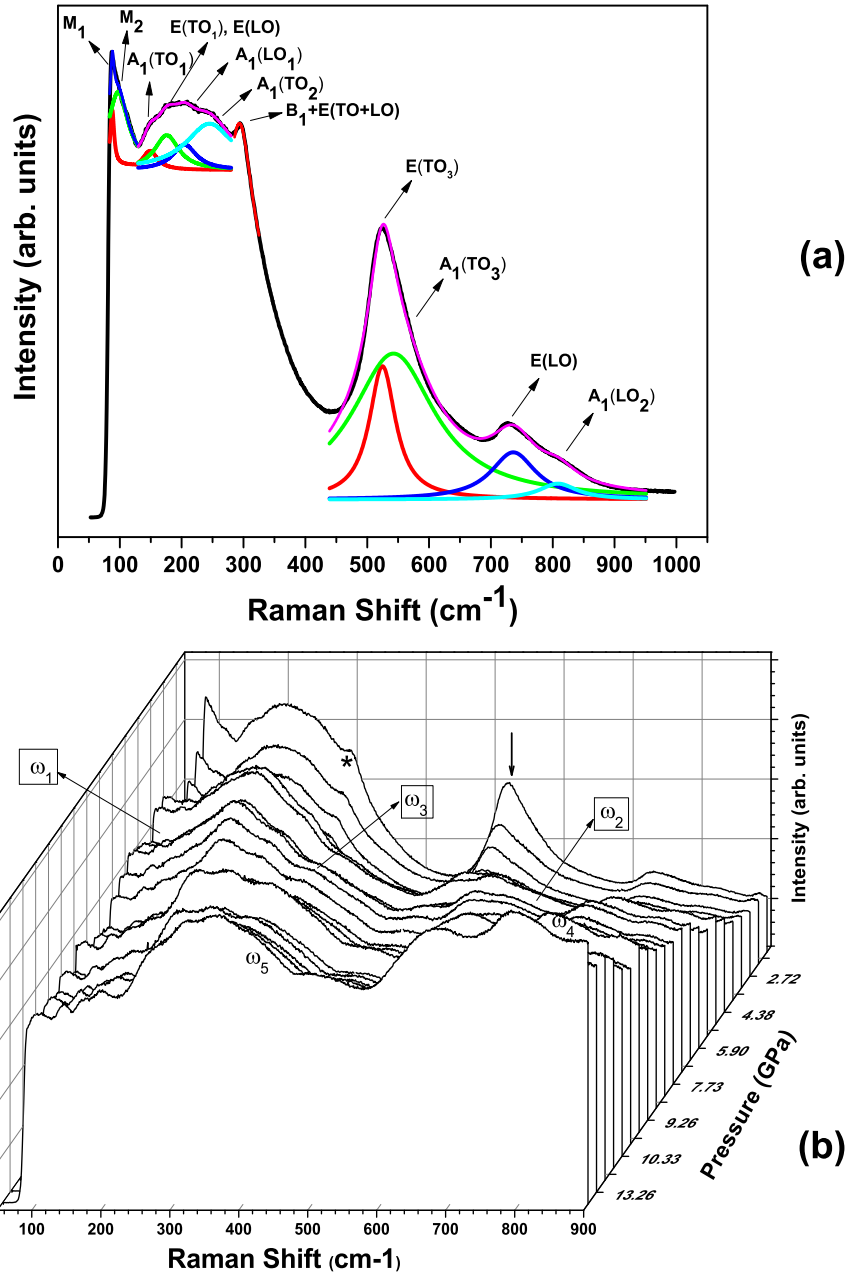 M1
M2
E(TO1), E(LO)
A1(TO1)
A1(LO1)
A1(TO2)
B1+E(TO+LO)
E(TO3)
A1(TO3)
E(LO)
A1(LO2)
Intensity (arb. units)
(a)
0 100 200 300 400 500 600 700 800 900 1000
Raman Shift (cm-1)
ω1
*
ω3
ω2
ω4
ω5
Intensity (arb. units)
2.72
4.38
5.90
7.73
9.26
10.33
13.26
Pressure (GPa)
(b)
100 200 300 400 500 600 700 800 900
Raman Shift (cm-1)